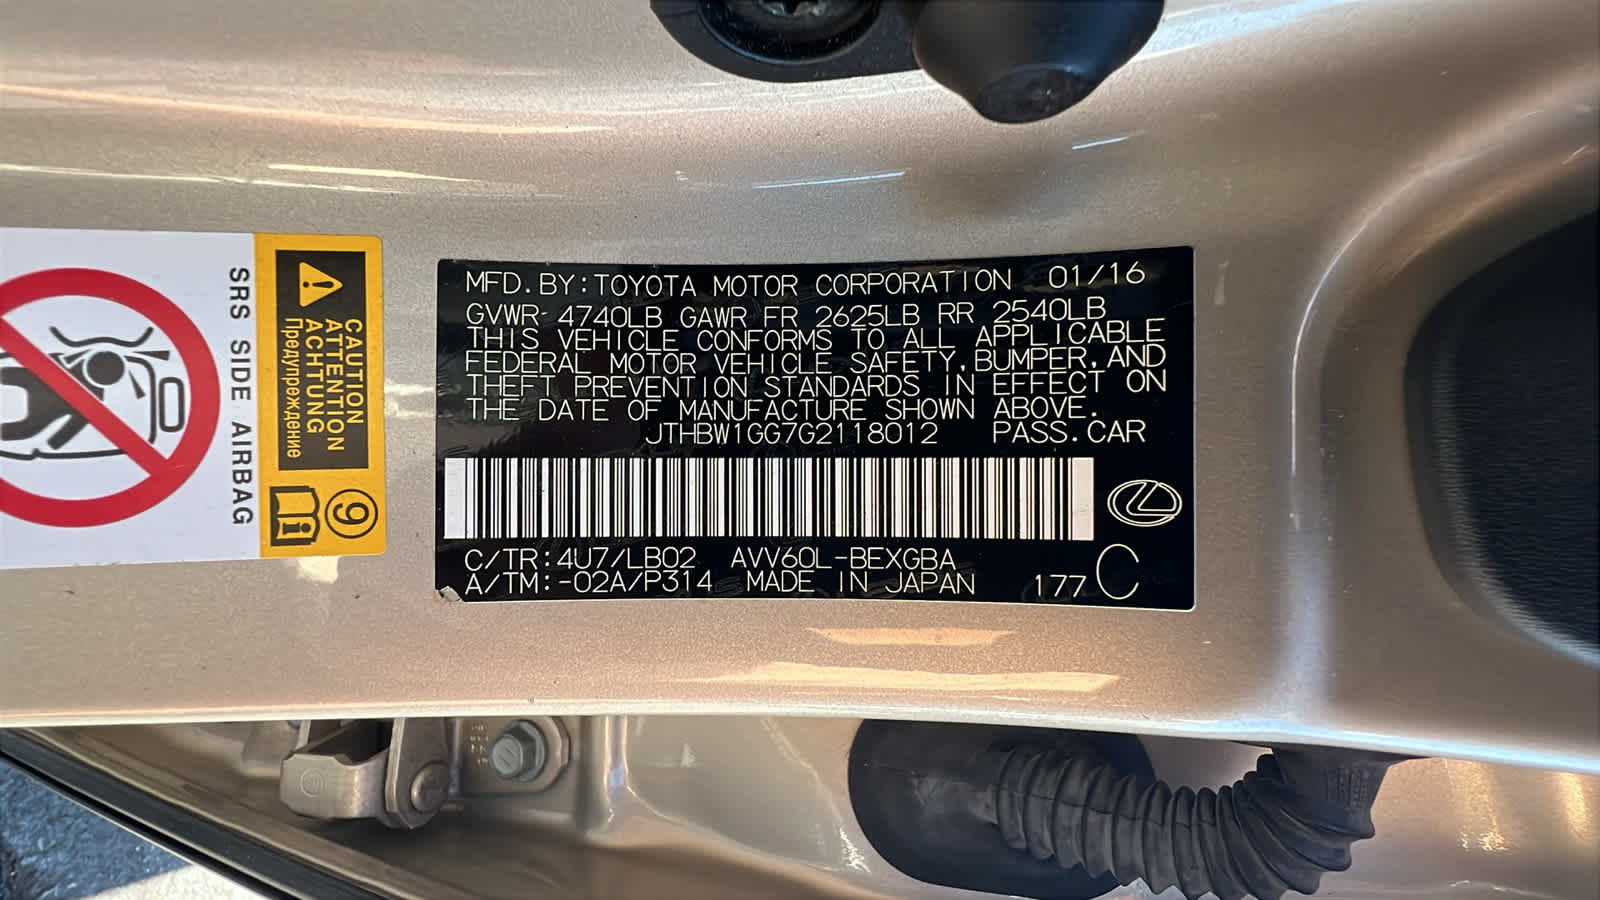 MFD.BY:TOYOTA MOTOR CORPORATION 01/16
GVWR 4740LB GAWR FR 2625LB RR 2540LB
THIS VEHICLE CONFORMS TO ALL APPLICABLE
FEDERAL MOTOR VEHICLE SAFETY,BUMPER,AND
THEFT PREVENTION STANDARDS IN EFFECT ON
THE DATE OF MANUFACTURE SHOWN ABOVE.
JTHBW1GG7G2118012 PASS.CAR
C/TR:4U7/LB02 AVV60L-BEXGBA
A/TM:-02A/P314 MADE IN JAPAN 177 C
CAUTION
ATTENTION
ACHTUNG
Предупреждение
9
SRS SIDE AIRBAG